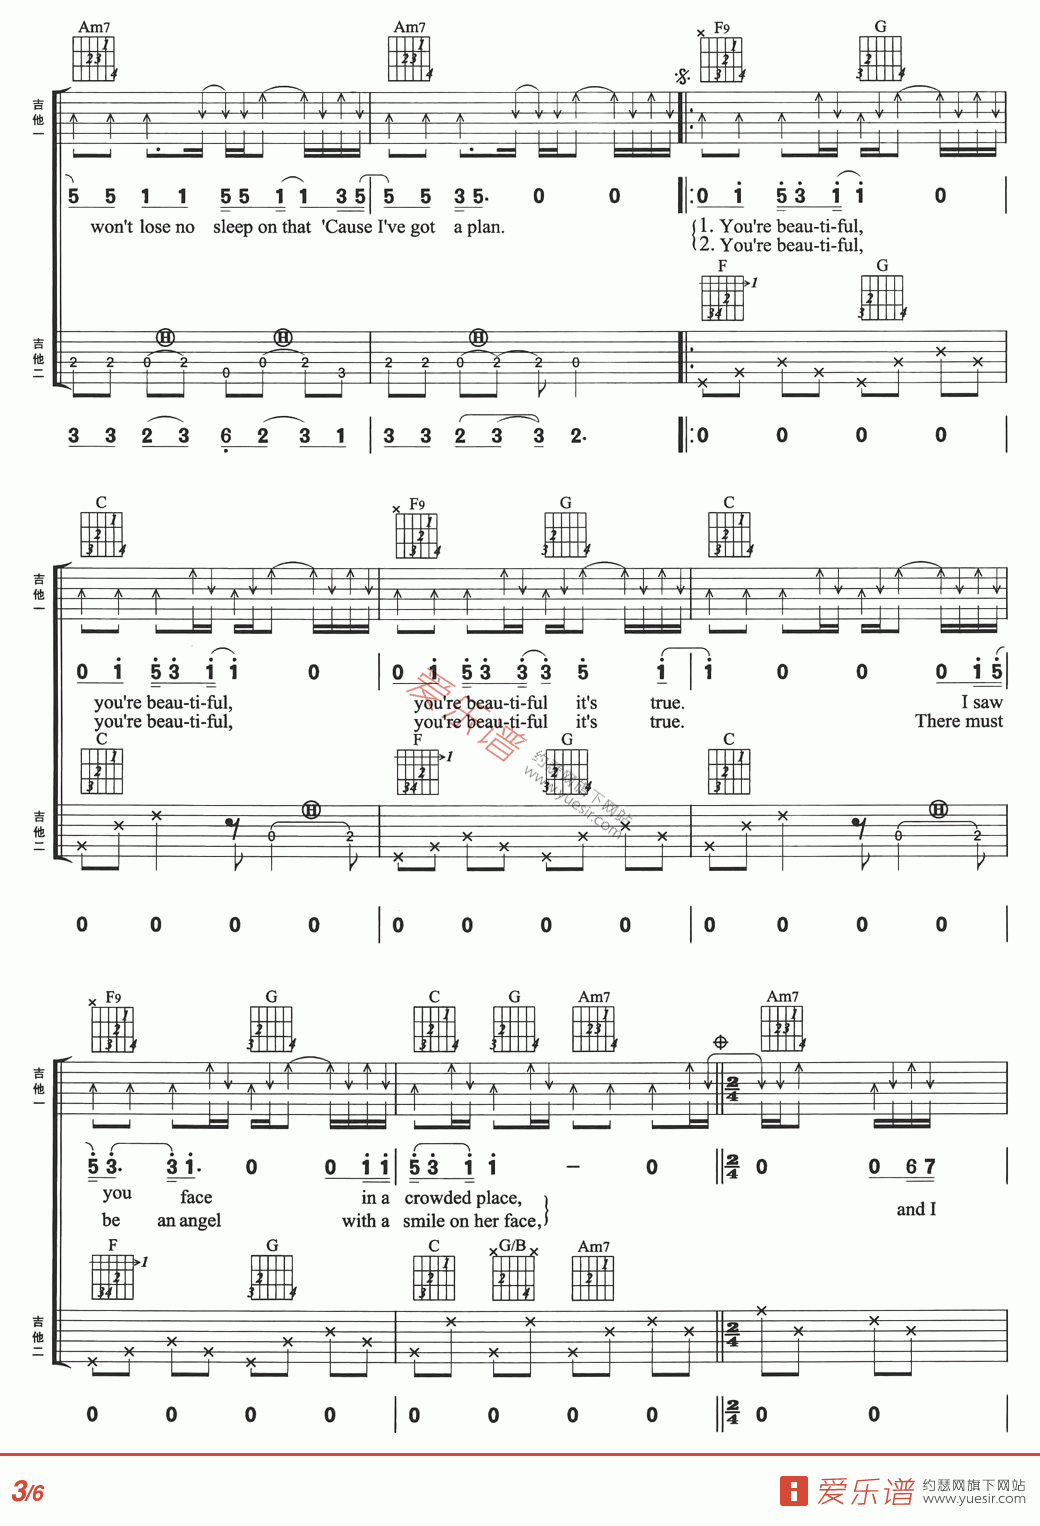 Am7 Am7 F9 G
吉他一
5 5 1 1 5 5 1 1 3 5 5 5 3 5. 0 0 0 1 5 3 1 1 0
won't lose no sleep on that 'Cause I've got a plan. 1. You're beau-ti-ful,
2. You're beau-ti-ful,
F G
吉他二
H H H
2 2 0 2 0 0 2 3 2 2 0 2 2 0
3 3 2 3 6 2 3 1 3 3 2 3 3 2. 0 0 0 0
C F9 G C
吉他一
0 1 5 3 1 1 0 0 1 5 3 3 3 5 1 1 0 0 0 1 5
you're beau-ti-ful, you're beau-ti-ful it's true. I saw
you're beau-ti-ful, you're beau-ti-ful it's true. There must
C F G C
吉他二
H H
0 2 0 2
0 0 0 0 0 0 0 0 0 0 0 0
爱乐谱
约瑟网旗下网站
www.yuesir.com
F9 G C G Am7 Am7
吉他一
2/4
5 3. 3 1. 0 0 1 1 5 3 1 1 – 0 2/4 0 0 6 7
you face in a crowded place, and I
be an angel with a smile on her face,
F G C G/B Am7
吉他二
2/4
0 0 0 0 0 0 0 0 2/4 0 0
3/6
爱乐谱 约瑟网旗下网站
www.yuesir.com